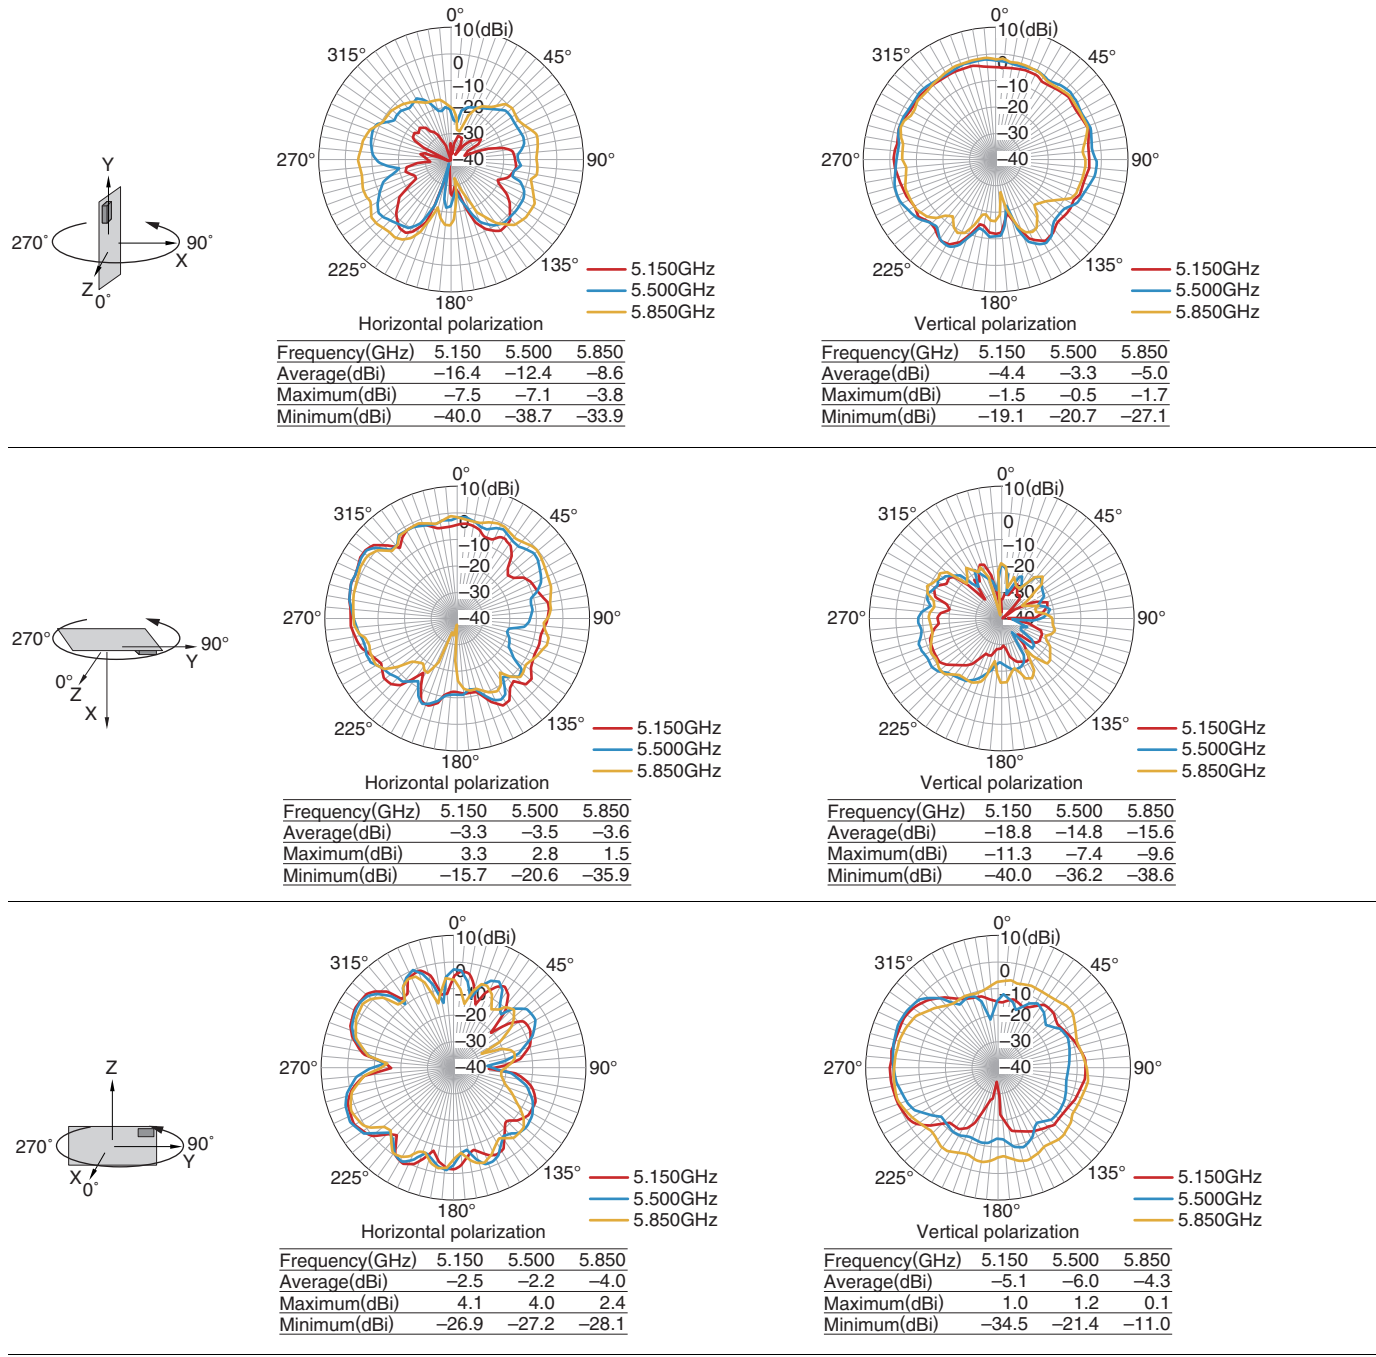 Y
270°
90°
X
Z
0°
0°
10(dBi)
315°
45°
0
–10
–20
–30
270°
–40
90°
225°
135°
180°
5.150GHz
5.500GHz
5.850GHz
Horizontal polarization
Frequency(GHz) 5.150 5.500 5.850
Average(dBi) –16.4 –12.4 –8.6
Maximum(dBi) –7.5 –7.1 –3.8
Minimum(dBi) –40.0 –38.7 –33.9
0°
10(dBi)
315°
45°
0
–10
–20
–30
270°
–40
90°
225°
135°
180°
5.150GHz
5.500GHz
5.850GHz
Vertical polarization
Frequency(GHz) 5.150 5.500 5.850
Average(dBi) –4.4 –3.3 –5.0
Maximum(dBi) –1.5 –0.5 –1.7
Minimum(dBi) –19.1 –20.7 –27.1
270°
90°
Y
0°
Z
X
0°
10(dBi)
315°
45°
0
–10
–20
–30
270°
–40
90°
225°
135°
180°
5.150GHz
5.500GHz
5.850GHz
Horizontal polarization
Frequency(GHz) 5.150 5.500 5.850
Average(dBi) –3.3 –3.5 –3.6
Maximum(dBi) 3.3 2.8 1.5
Minimum(dBi) –15.7 –20.6 –35.9
0°
10(dBi)
315°
45°
0
–10
–20
–30
270°
–40
90°
225°
135°
180°
5.150GHz
5.500GHz
5.850GHz
Vertical polarization
Frequency(GHz) 5.150 5.500 5.850
Average(dBi) –18.8 –14.8 –15.6
Maximum(dBi) –11.3 –7.4 –9.6
Minimum(dBi) –40.0 –36.2 –38.6
Z
270°
90°
Y
X
0°
0°
10(dBi)
315°
45°
0
–10
–20
–30
270°
–40
90°
225°
135°
180°
5.150GHz
5.500GHz
5.850GHz
Horizontal polarization
Frequency(GHz) 5.150 5.500 5.850
Average(dBi) –2.5 –2.2 –4.0
Maximum(dBi) 4.1 4.0 2.4
Minimum(dBi) –26.9 –27.2 –28.1
0°
10(dBi)
315°
45°
0
–10
–20
–30
270°
–40
90°
225°
135°
180°
5.150GHz
5.500GHz
5.850GHz
Vertical polarization
Frequency(GHz) 5.150 5.500 5.850
Average(dBi) –5.1 –6.0 –4.3
Maximum(dBi) 1.0 1.2 0.1
Minimum(dBi) –34.5 –21.4 –11.0